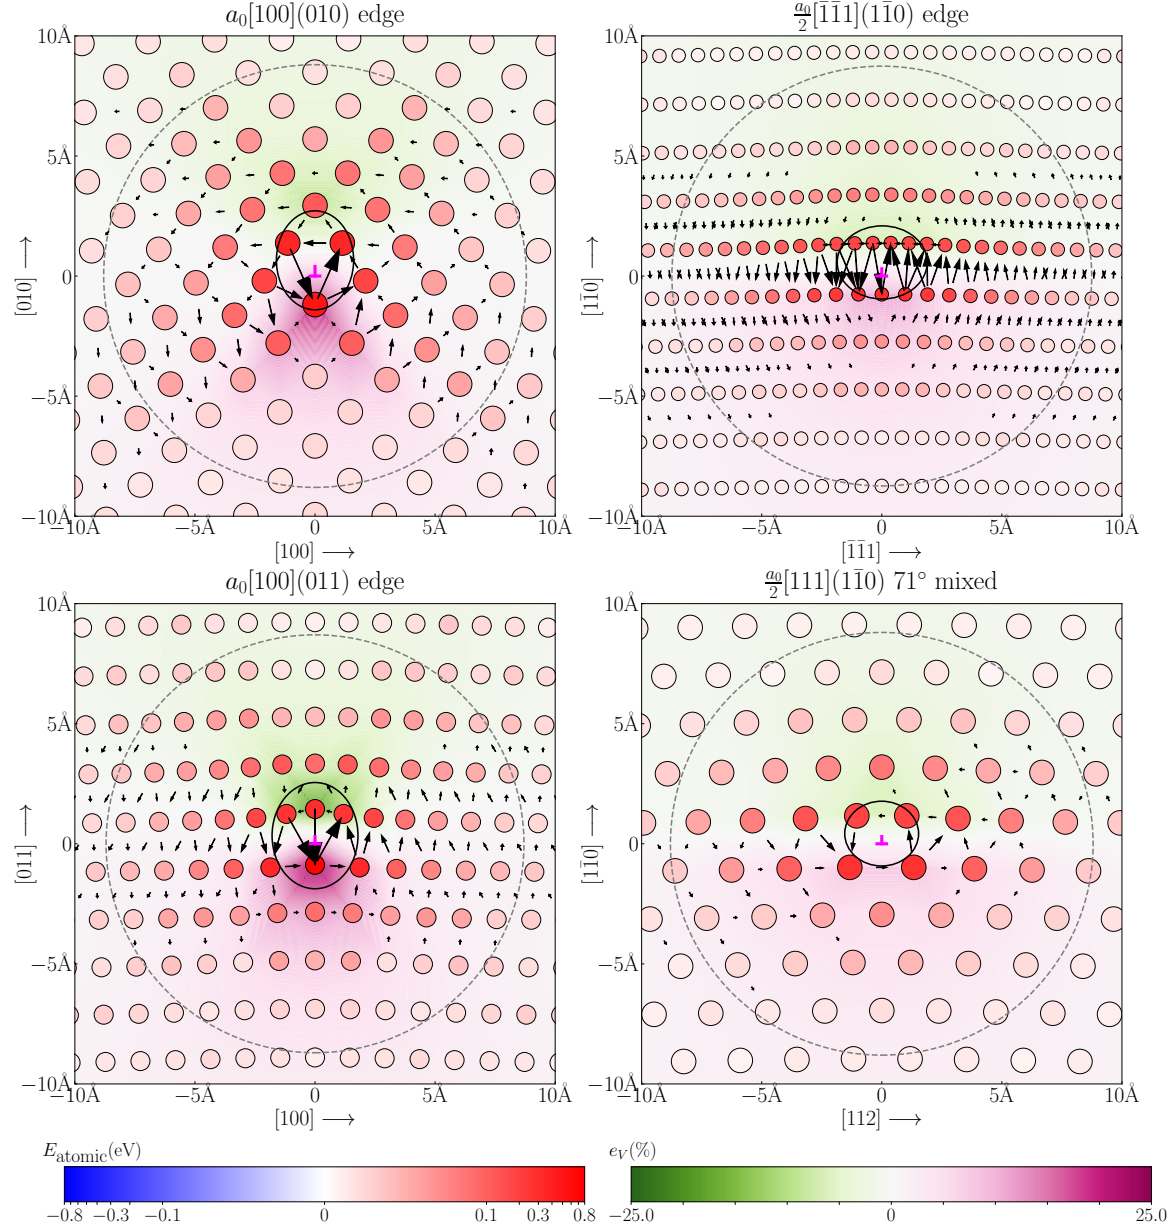 a₀[100](010) edge
10Å
5Å
0
−5Å
−10Å
[010] ⟶
−10Å −5Å 0 5Å 10Å
[100] ⟶
a₀/2[1̄1̄1](11̄0) edge
10Å
5Å
0
−5Å
−10Å
[11̄0] ⟶
−10Å −5Å 0 5Å 10Å
[1̄1̄1] ⟶
a₀[100](011) edge
10Å
5Å
0
−5Å
−10Å
[011] ⟶
−10Å −5Å 0 5Å 10Å
[100] ⟶
a₀/2[111](11̄0) 71° mixed
10Å
5Å
0
−5Å
−10Å
[11̄0] ⟶
−10Å −5Å 0 5Å 10Å
[112] ⟶
E_atomic(eV)
−0.8 −0.3 −0.1 0 0.1 0.3 0.8
e_V(%)
−25.0 0 25.0